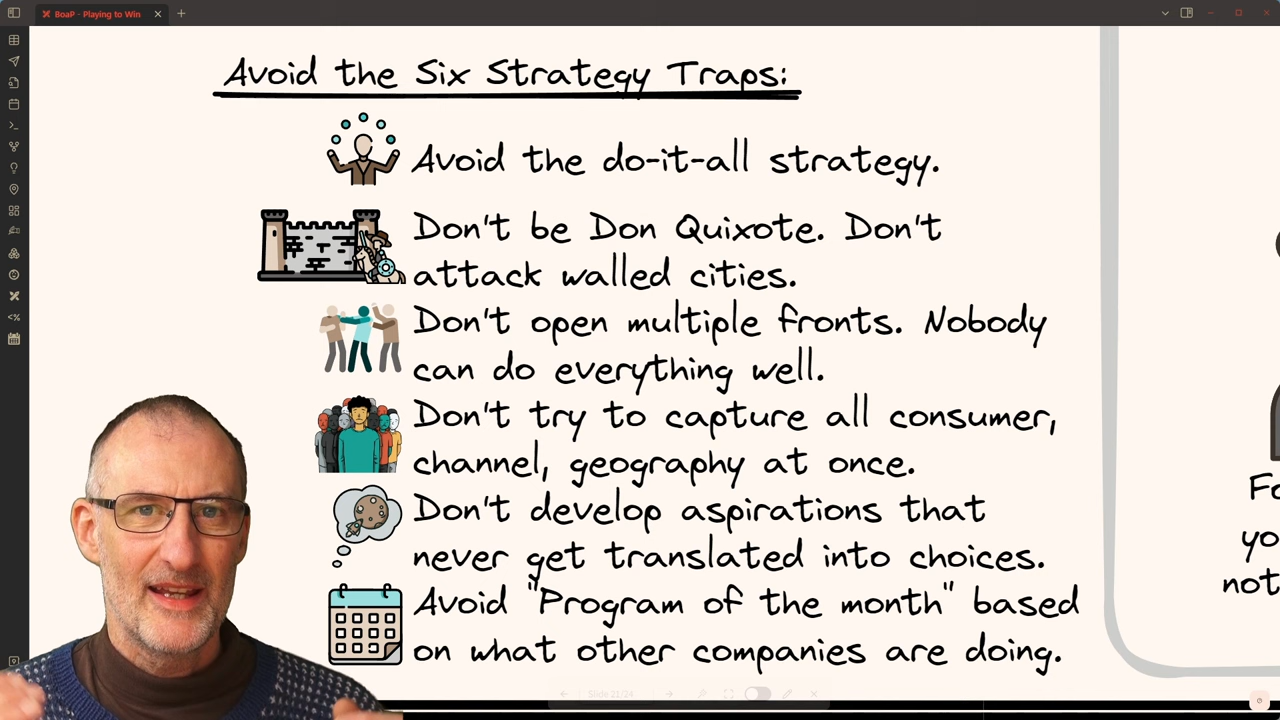 BoaP - Playing to Win
Avoid the Six Strategy Traps:
Avoid the do-it-all strategy.
Don't be Don Quixote. Don't
attack walled cities.
Don't open multiple fronts. Nobody
can do everything well.
Don't try to capture all consumer,
channel, geography at once.
Don't develop aspirations that
never get translated into choices.
Avoid "Program of the month" based
on what other companies are doing.
Slide 21/24